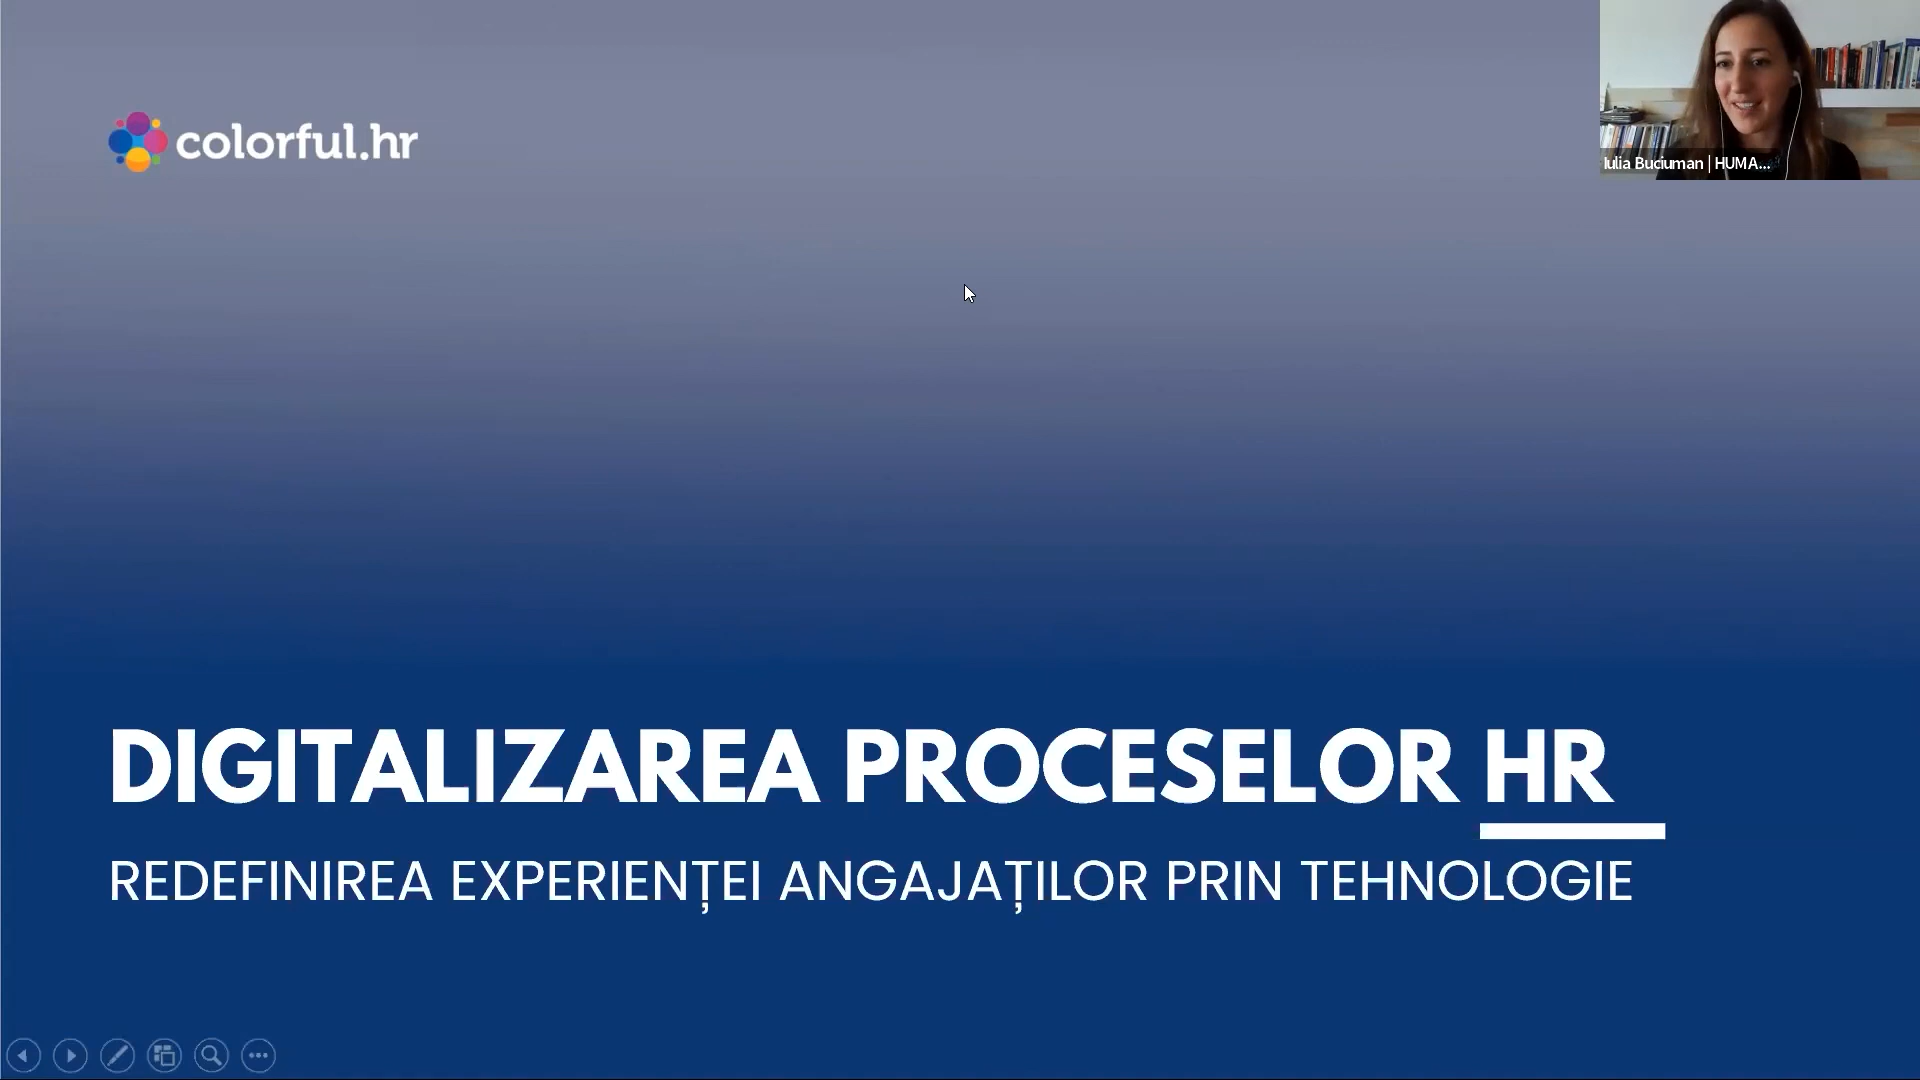 colorful.hr
Iulia Buciuman | HUMA...
DIGITALIZAREA PROCESELOR HR
REDEFINIREA EXPERIENȚEI ANGAJAȚILOR PRIN TEHNOLOGIE